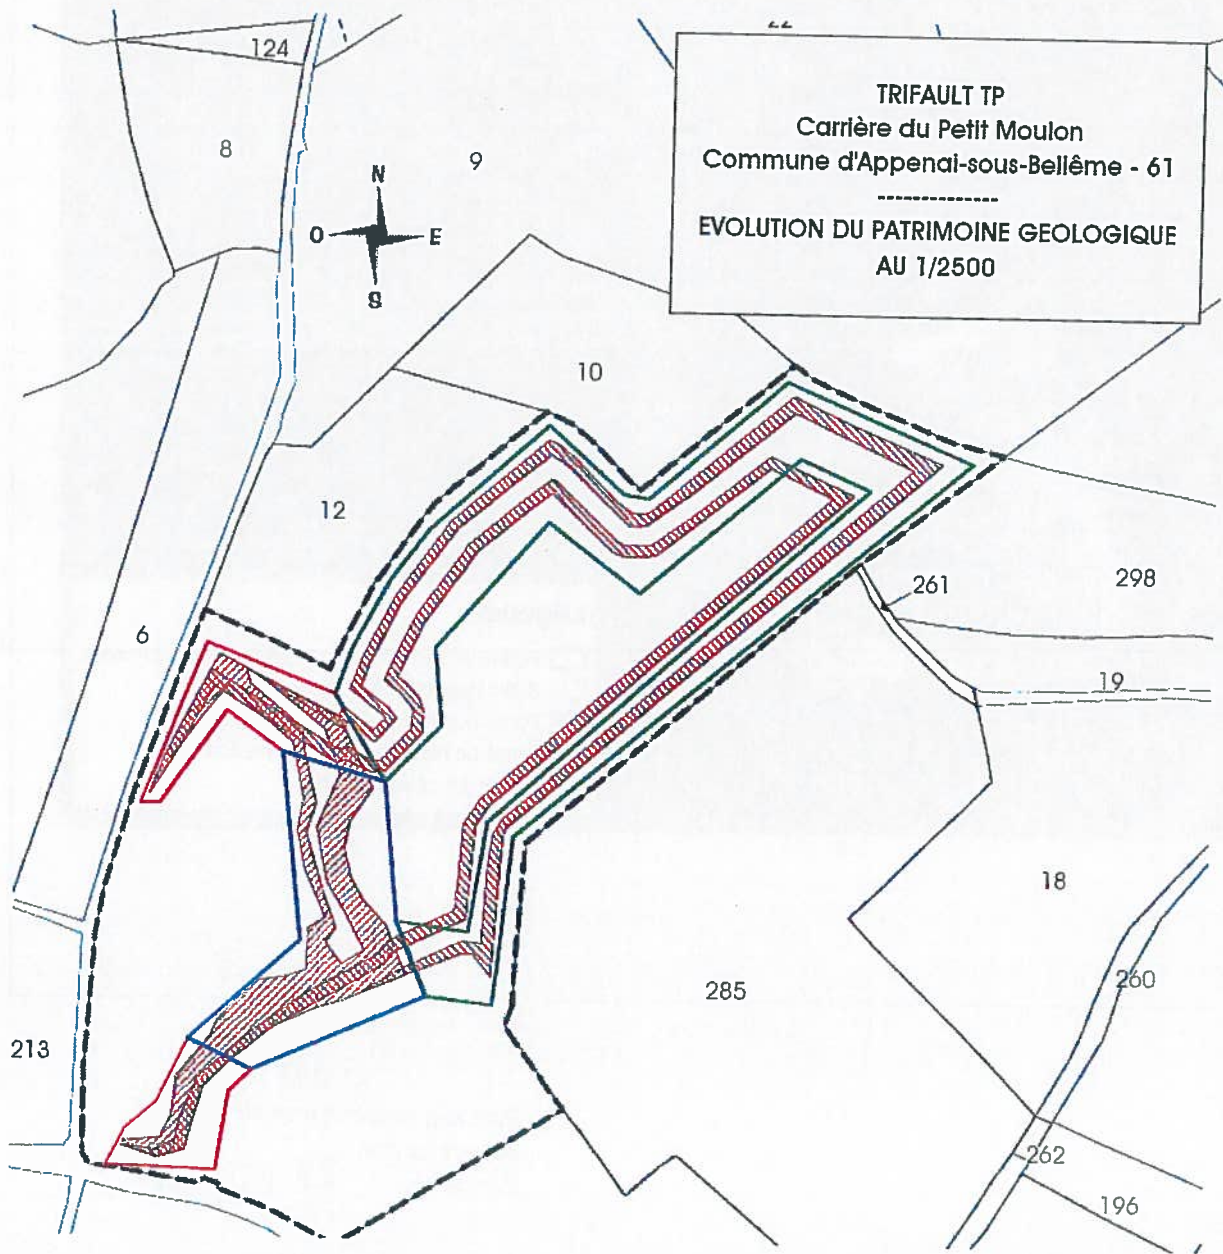 124
8
9
TRIFAULT TP
Carrière du Petit Moulon
Commune d'Appenai-sous-Bellême - 61
--------------
EVOLUTION DU PATRIMOINE GEOLOGIQUE
AU 1/2500
N
O E
S
10
12
261
298
6
19
18
285
260
213
262
196